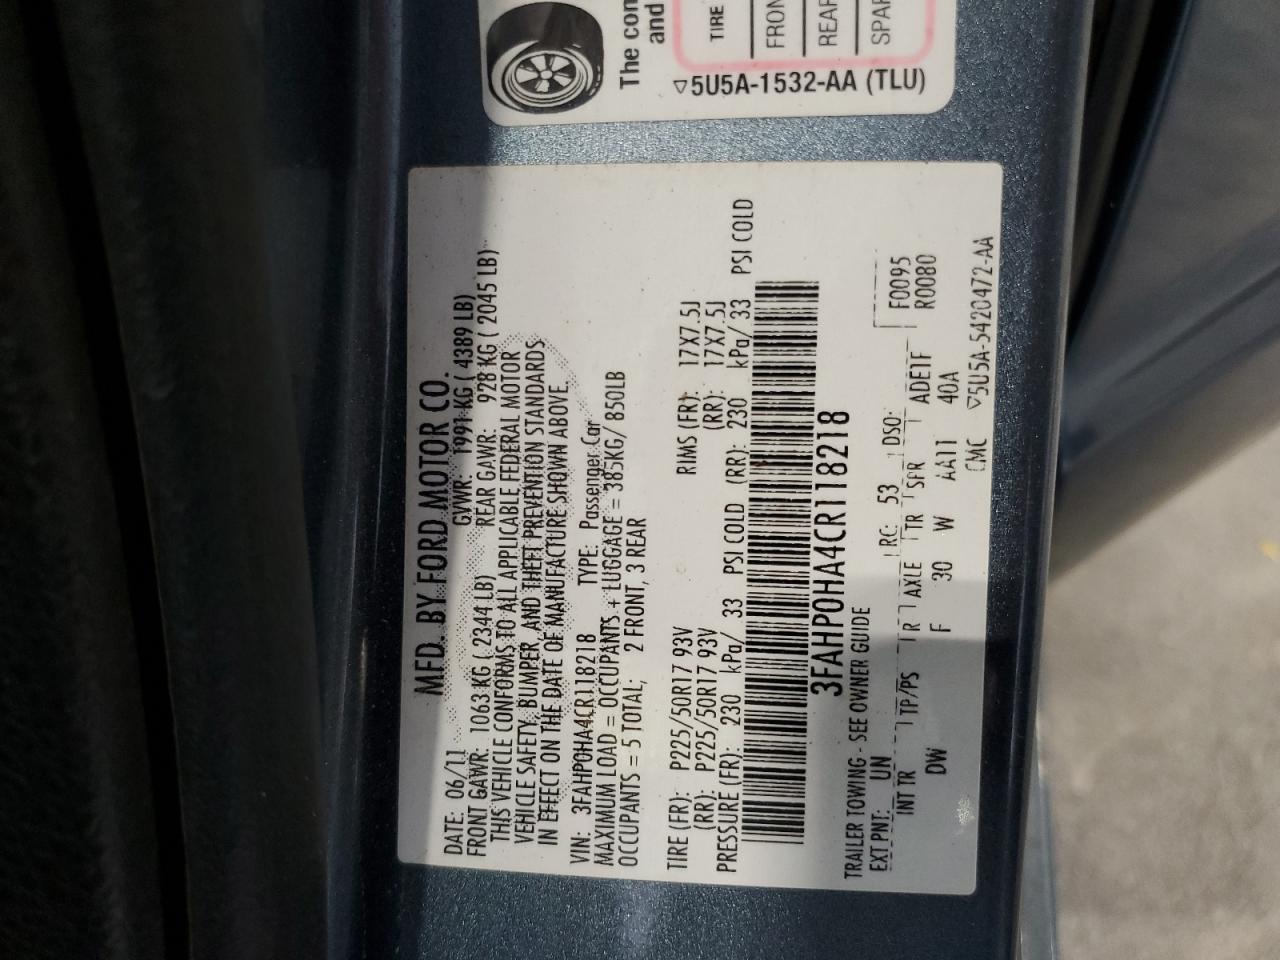 The con
and
TIRE
FRON
REAR
SPAR
▽5U5A-1532-AA (TLU)
MFD. BY FORD MOTOR CO.
DATE: 06/11 GVWR: 1991 KG ( 4389 LB)
FRONT GAWR: 1063 KG ( 2344 LB) REAR GAWR: 928 KG ( 2045 LB)
THIS VEHICLE CONFORMS TO ALL APPLICABLE FEDERAL MOTOR
VEHICLE SAFETY, BUMPER, AND THEFT PREVENTION STANDARDS
IN EFFECT ON THE DATE OF MANUFACTURE SHOWN ABOVE.
VIN: 3FAHP0HA4CR118218 TYPE: Passenger Car
MAXIMUM LOAD = OCCUPANTS + LUGGAGE = 385KG/ 850LB
OCCUPANTS = 5 TOTAL; 2 FRONT, 3 REAR
TIRE (FR): P225/50R17 93V RIMS (FR): 17X7.5J
(RR): P225/50R17 93V (RR): 17X7.5J
PRESSURE (FR): 230 kPa/ 33 PSI COLD (RR): 230 kPa/ 33 PSI COLD
3FAHP0HA4CR118218
TRAILER TOWING - SEE OWNER GUIDE
EXT PNT: UN RC: 53 DSO: F0095
INT TR TP/PS R AXLE TR SPR ADE1F R0080
DW F 30 W AA11 40A
CMC ▽5U5A-5420472-AA